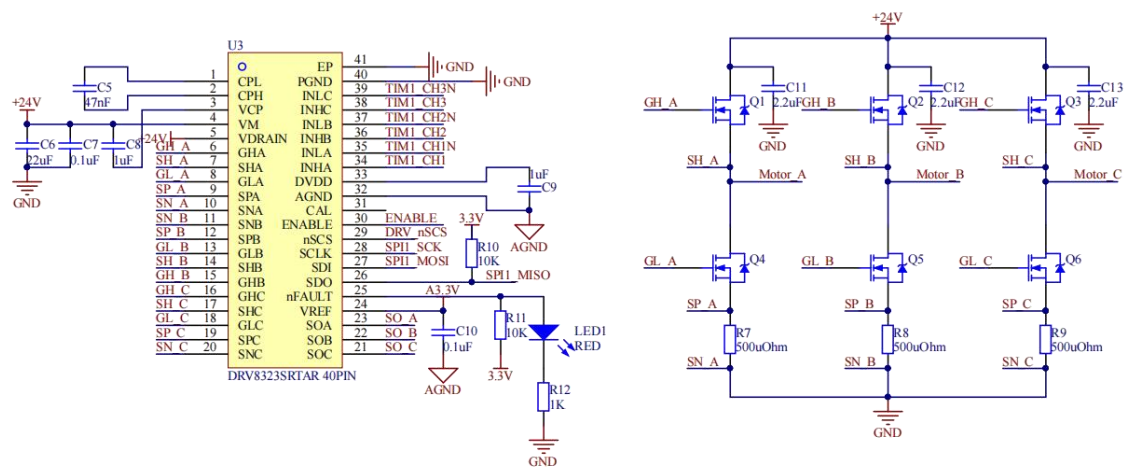 U3
1 CPL
2 CPH
3 VCP
4 VM
5 VDRAIN
6 GHA
7 SHA
8 GLA
9 SPA
10 SNA
11 SNB
12 SPB
13 GLB
14 SHB
15 GHB
16 GHC
17 SHC
18 GLC
19 SPC
20 SNC
EP 41
PGND 40
INLC 39 TIM1_CH3N
INHC 38 TIM1_CH3
INLB 37 TIM1_CH2N
INHB 36 TIM1_CH2
INLA 35 TIM1_CH1N
INHA 34 TIM1_CH1
DVDD 33
AGND 32
CAL 31
ENABLE 30 ENABLE
nSCS 29 DRV_nSCS
SCLK 28 SPI1_SCK
SDI 27 SPI1_MOSI
SDO 26 SPI1_MISO
nFAULT 25
VREF 24
SOA 23 SO_A
SOB 22 SO_B
SOC 21 SO_C
DRV8323SRTAR 40PIN
C5
47nF
+24V
C6
22uF
C7
0.1uF
C8
1uF
GND
+24V
GH_A
SH_A
GL_A
SP_A
SN_A
SN_B
SP_B
GL_B
SH_B
GH_B
GH_C
SH_C
GL_C
SP_C
SN_C
GND
GND
1uF
C9
AGND
3.3V
R10
10K
A3.3V
C10
0.1uF
AGND
R11
10K
3.3V
LED1
RED
R12
1K
GND
+24V
GH_A
Q1
C11
2.2uF
GND
GH_B
Q2
C12
2.2uF
GND
GH_C
Q3
C13
2.2uF
GND
SH_A
Motor_A
SH_B
Motor_B
SH_C
Motor_C
GL_A
Q4
GL_B
Q5
GL_C
Q6
SP_A
SP_B
SP_C
R7
500uOhm
R8
500uOhm
R9
500uOhm
SN_A
SN_B
SN_C
GND